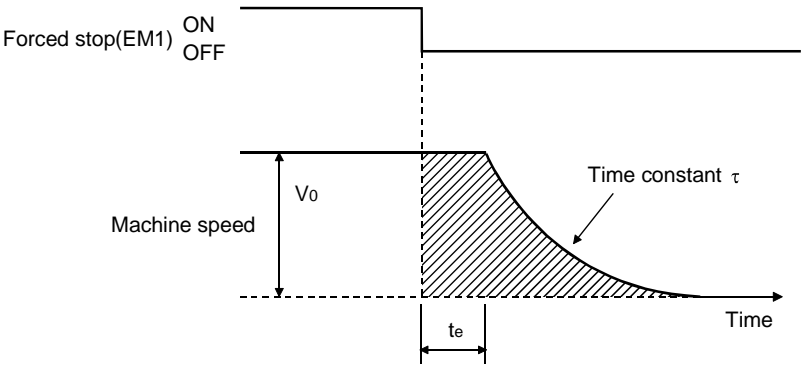 ON
Forced stop(EM1)
OFF
Time constant τ
V0
Machine speed
Time
te